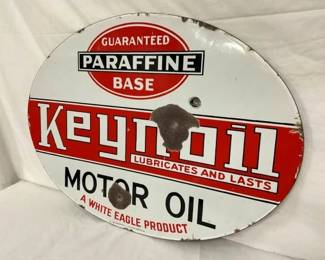 GUARANTEED
PARAFFINE
BASE
Keynoil
LUBRICATES AND LASTS
MOTOR OIL
A WHITE EAGLE PRODUCT